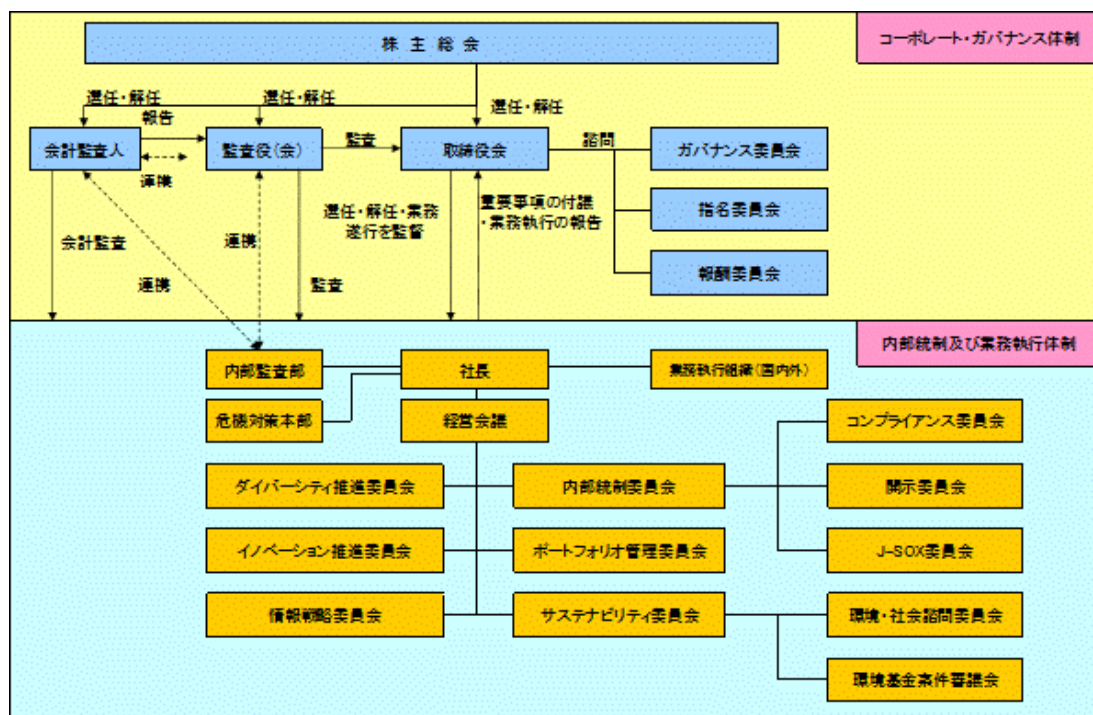 株 主 総 会
コーポレート・ガバナンス体制
選任・解任
選任・解任
選任・解任
報告
会計監査人
監査役(会)
監査
取締役会
諮問
ガバナンス委員会
連携
指名委員会
重要事項の付議
・業務執行の報告
選任・解任・業務
遂行を監督
会計監査
連携
報酬委員会
連携
監査
内部統制及び業務執行体制
内部監査部
社長
業務執行組織(国内外)
危機対策本部
経営会議
コンプライアンス委員会
ダイバーシティ推進委員会
内部統制委員会
開示委員会
イノベーション推進委員会
ポートフォリオ管理委員会
J-SOX委員会
情報戦略委員会
サステナビリティ委員会
環境・社会諮問委員会
環境基金案件審議会